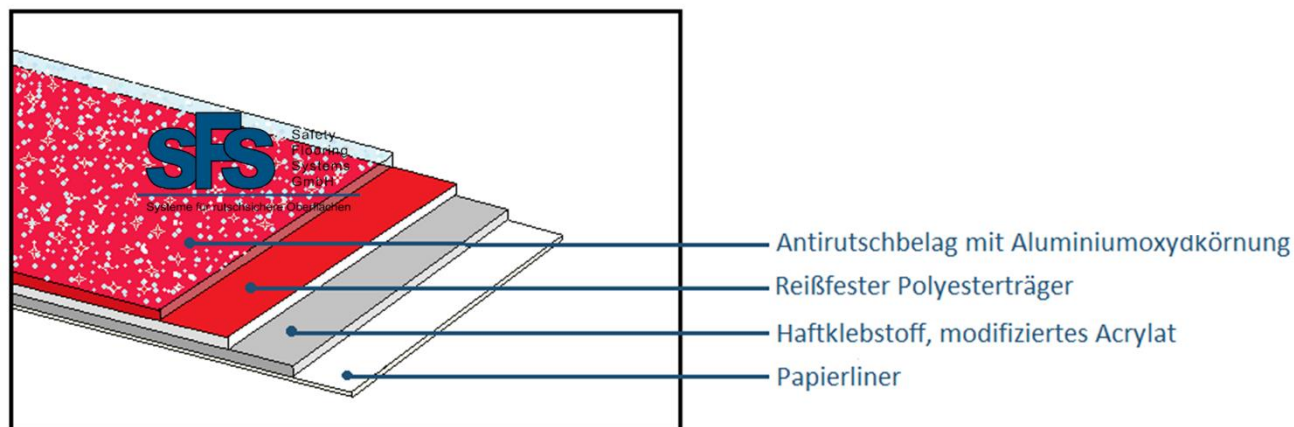 SFS
Safety
Flooring
Systems
GmbH
Systeme für rutschsichere Oberflächen
Antirutschbelag mit Aluminiumoxydkörnung
Reißfester Polyesterträger
Haftklebstoff, modifiziertes Acrylat
Papierliner